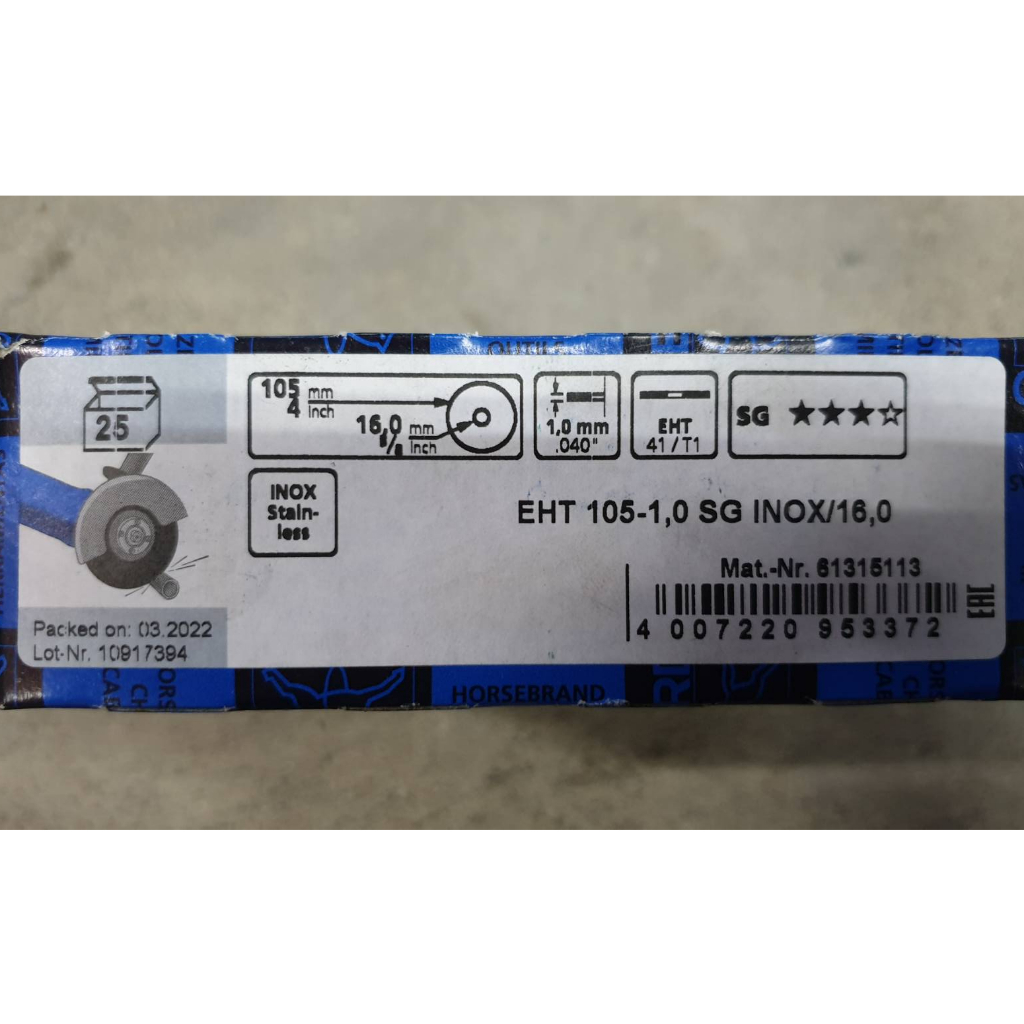 25
105 mm
4 Inch
16,0 mm
Inch
1,0 mm
.040"
EHT
41 / T1
SG ★★★☆
INOX
Stain-
less
EHT 105-1,0 SG INOX/16,0
Mat.-Nr. 61315113
4 007220 953372
EAC
Packed on: 03.2022
Lot-Nr. 10917394
HORSEBRAND